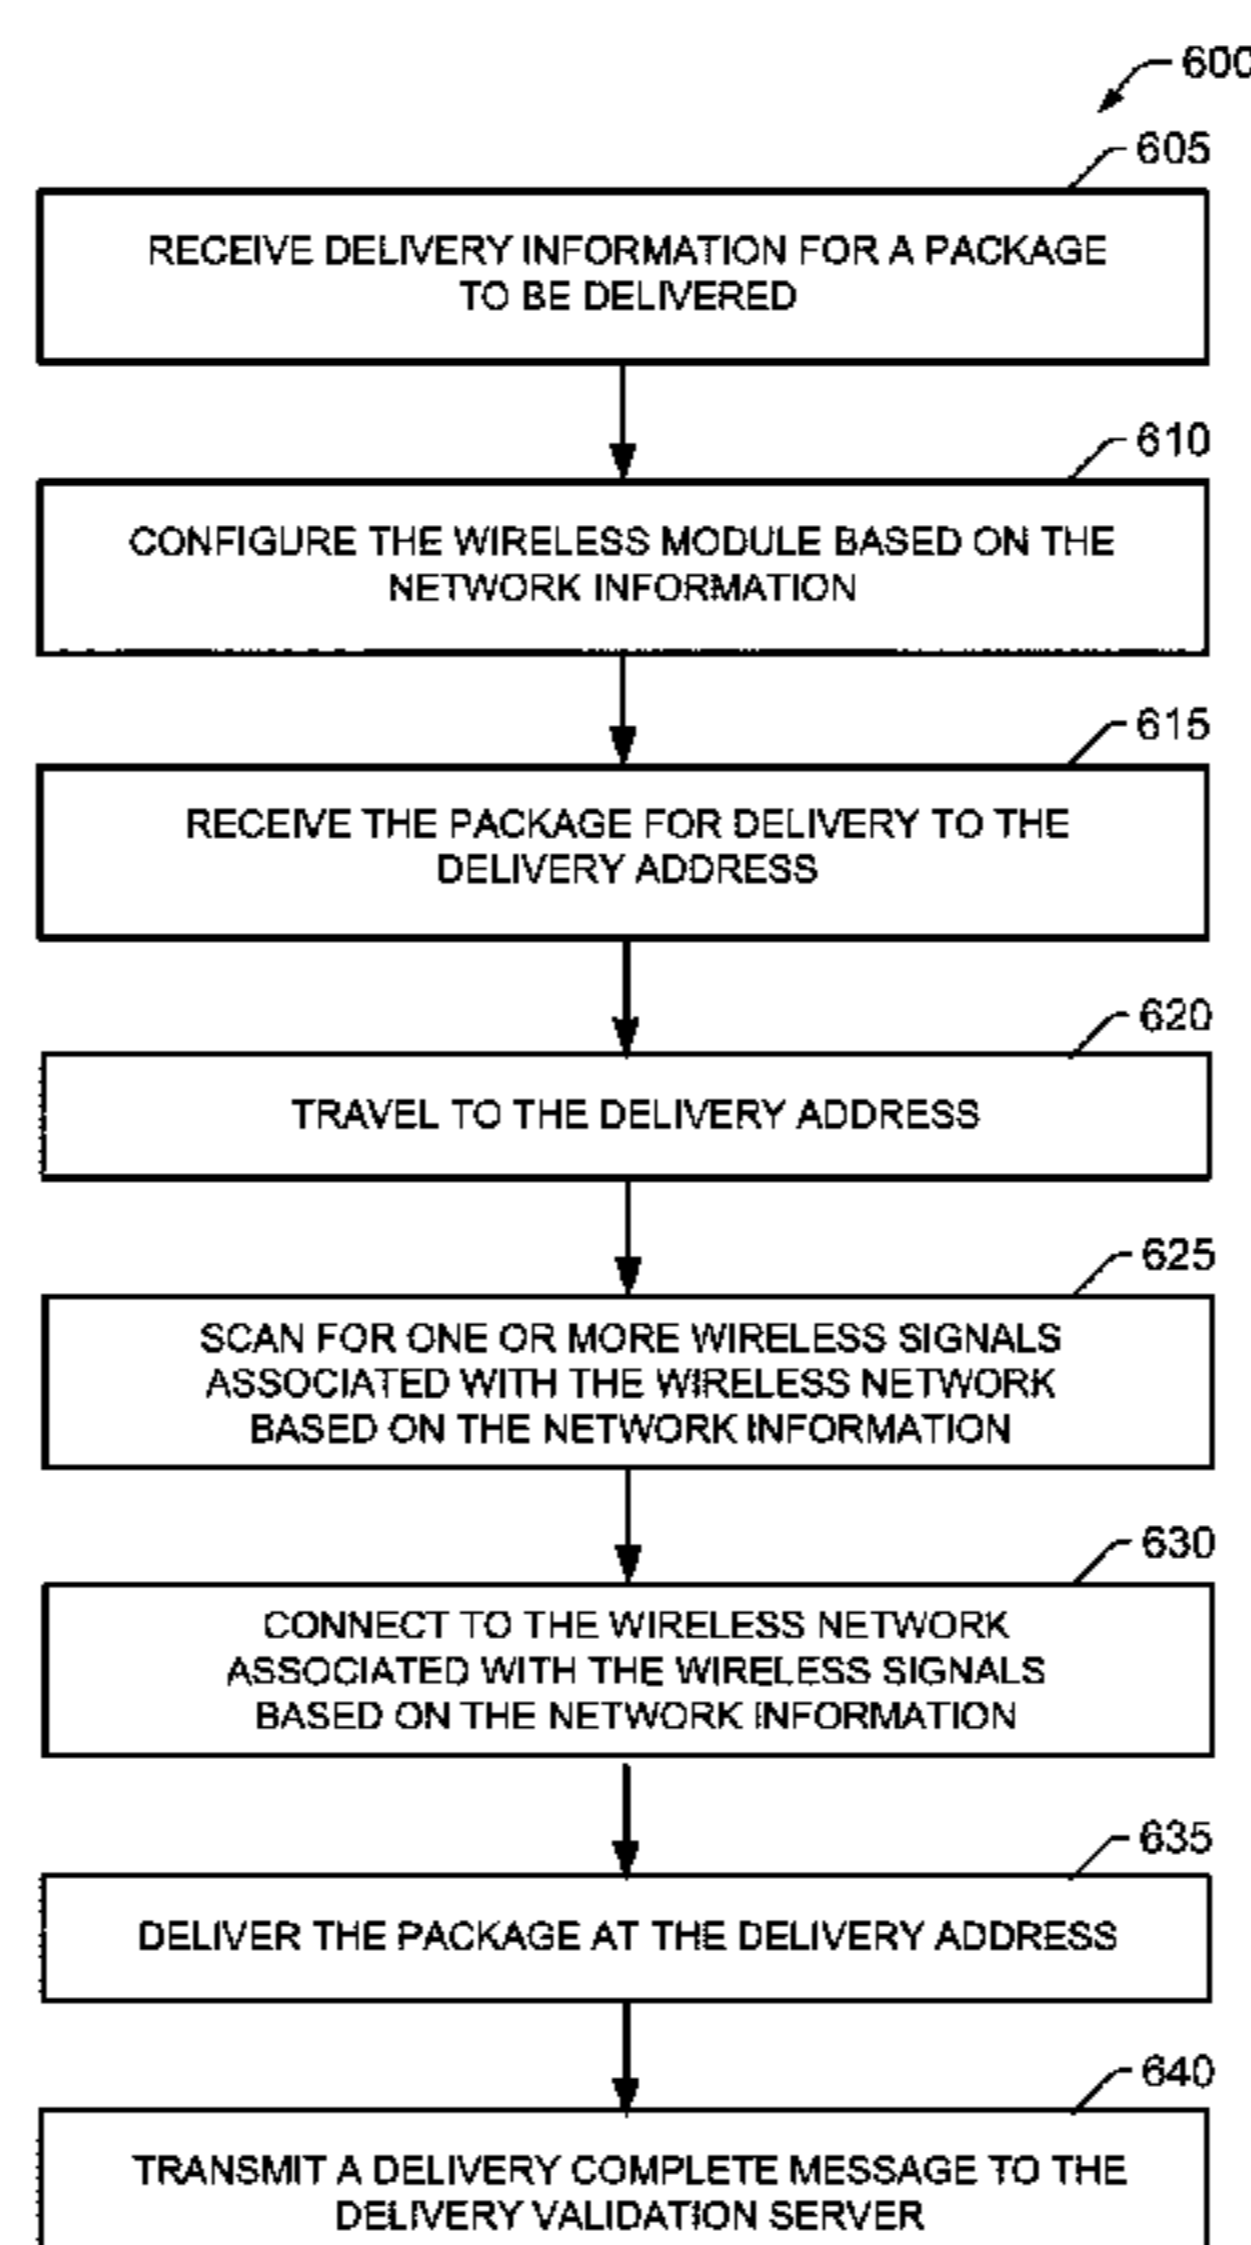 600
605
RECEIVE DELIVERY INFORMATION FOR A PACKAGE
TO BE DELIVERED
610
CONFIGURE THE WIRELESS MODULE BASED ON THE
NETWORK INFORMATION
615
RECEIVE THE PACKAGE FOR DELIVERY TO THE
DELIVERY ADDRESS
620
TRAVEL TO THE DELIVERY ADDRESS
625
SCAN FOR ONE OR MORE WIRELESS SIGNALS
ASSOCIATED WITH THE WIRELESS NETWORK
BASED ON THE NETWORK INFORMATION
630
CONNECT TO THE WIRELESS NETWORK
ASSOCIATED WITH THE WIRELESS SIGNALS
BASED ON THE NETWORK INFORMATION
635
DELIVER THE PACKAGE AT THE DELIVERY ADDRESS
640
TRANSMIT A DELIVERY COMPLETE MESSAGE TO THE
DELIVERY VALIDATION SERVER